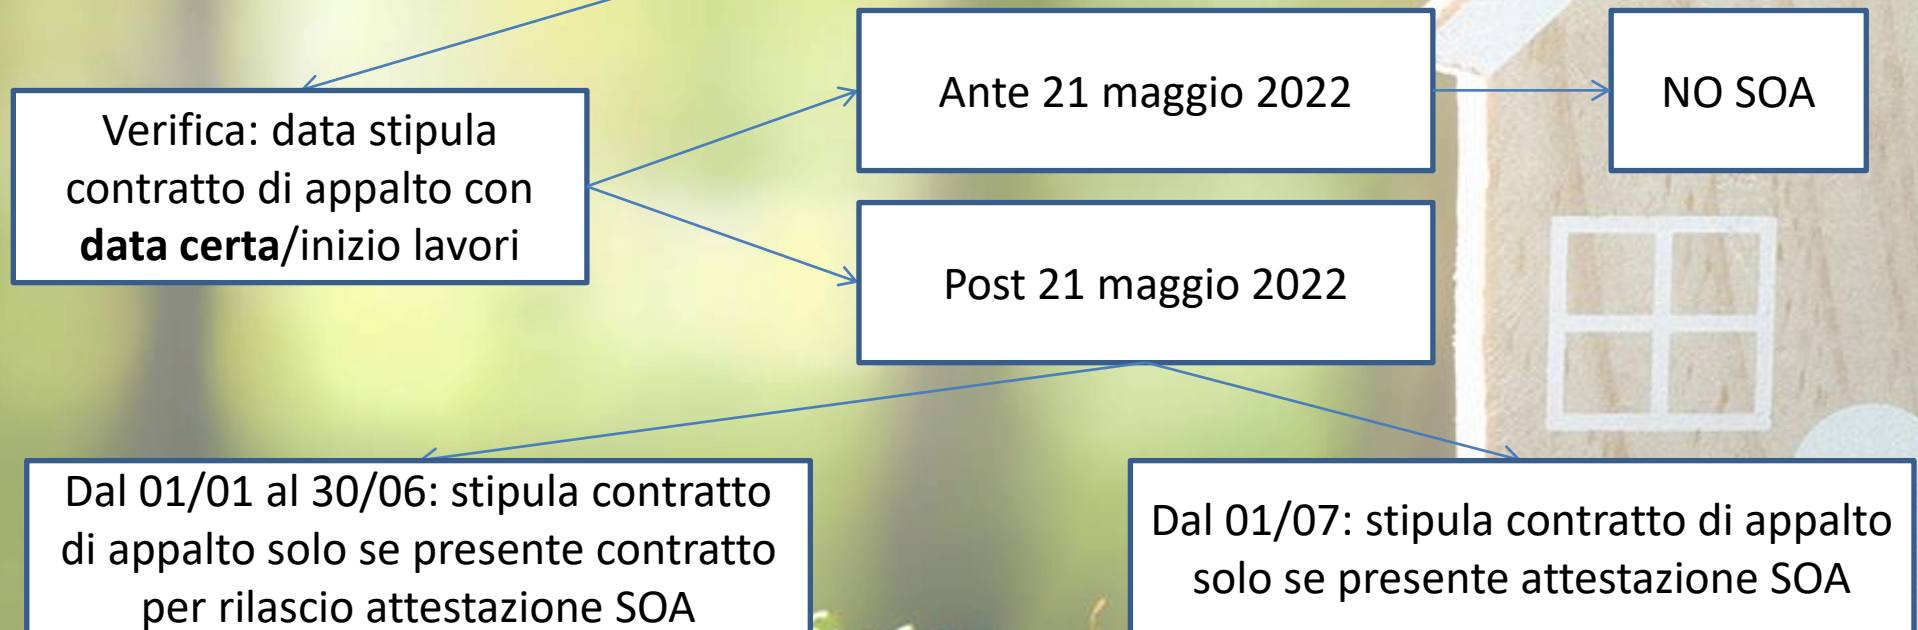 Ante 21 maggio 2022
NO SOA
Verifica: data stipula
contratto di appalto con
data certa/inizio lavori
Post 21 maggio 2022
Dal 01/01 al 30/06: stipula contratto
di appalto solo se presente contratto
per rilascio attestazione SOA
Dal 01/07: stipula contratto di appalto
solo se presente attestazione SOA